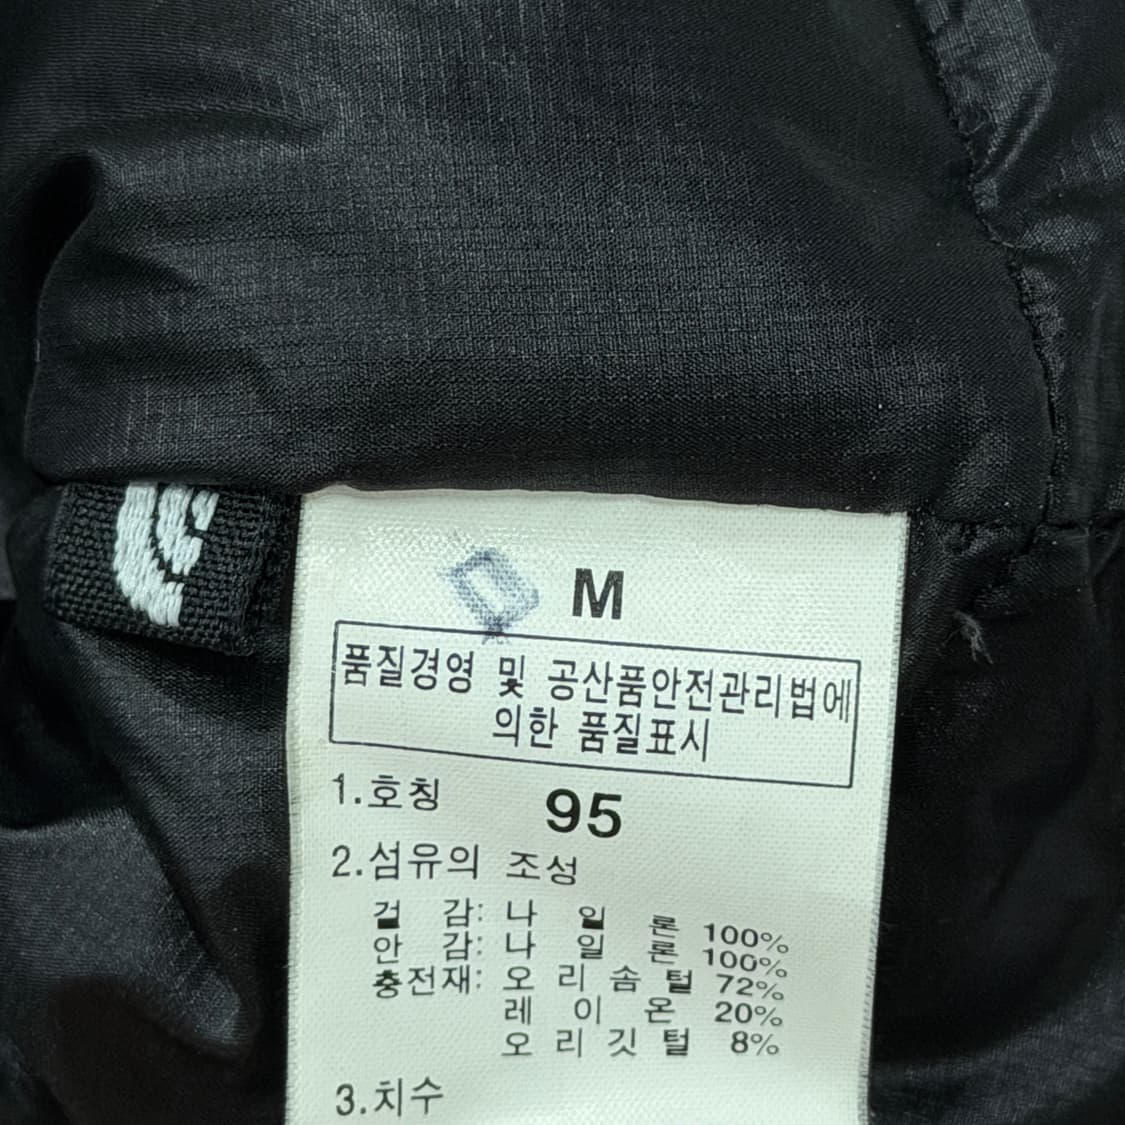 M
품질경영 및 공산품안전관리법에
의한 품질표시
1.호칭 95
2.섬유의 조성
겉 감: 나 일 론 100%
안 감: 나 일 론 100%
충전재: 오 리 솜 털 72%
레 이 온 20%
오 리 깃 털 8%
3.치수